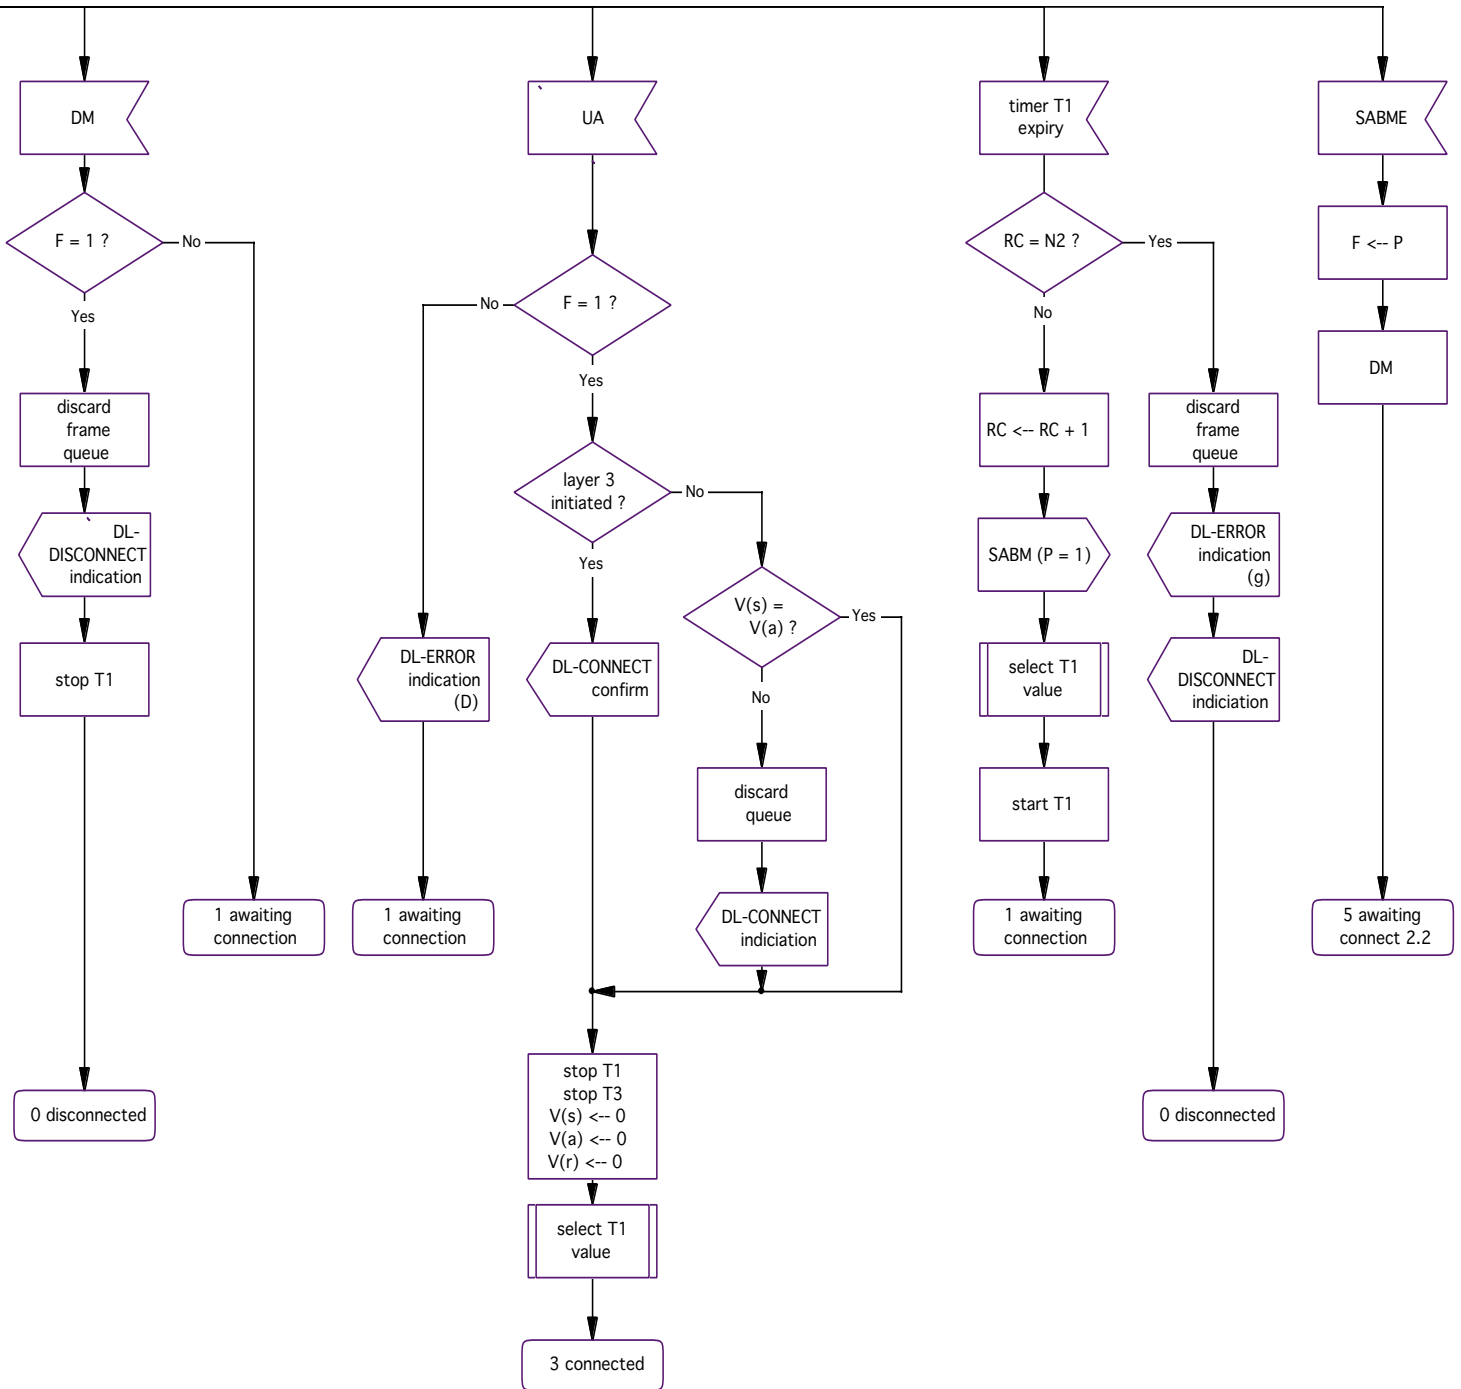 DM
F = 1 ?
No
Yes
discard
frame
queue
DL-
DISCONNECT
indication
stop T1
1 awaiting
connection
0 disconnected
UA
F = 1 ?
No
Yes
DL-ERROR
indication
(D)
1 awaiting
connection
layer 3
initiated ?
No
Yes
DL-CONNECT
confirm
V(s) =
V(a) ?
Yes
No
discard
queue
DL-CONNECT
indiciation
stop T1
stop T3
V(s) <-- 0
V(a) <-- 0
V(r) <-- 0
select T1
value
3 connected
timer T1
expiry
RC = N2 ?
Yes
No
RC <-- RC + 1
SABM (P = 1)
select T1
value
start T1
1 awaiting
connection
discard
frame
queue
DL-ERROR
indication
(g)
DL-
DISCONNECT
indiciation
0 disconnected
SABME
F <-- P
DM
5 awaiting
connect 2.2